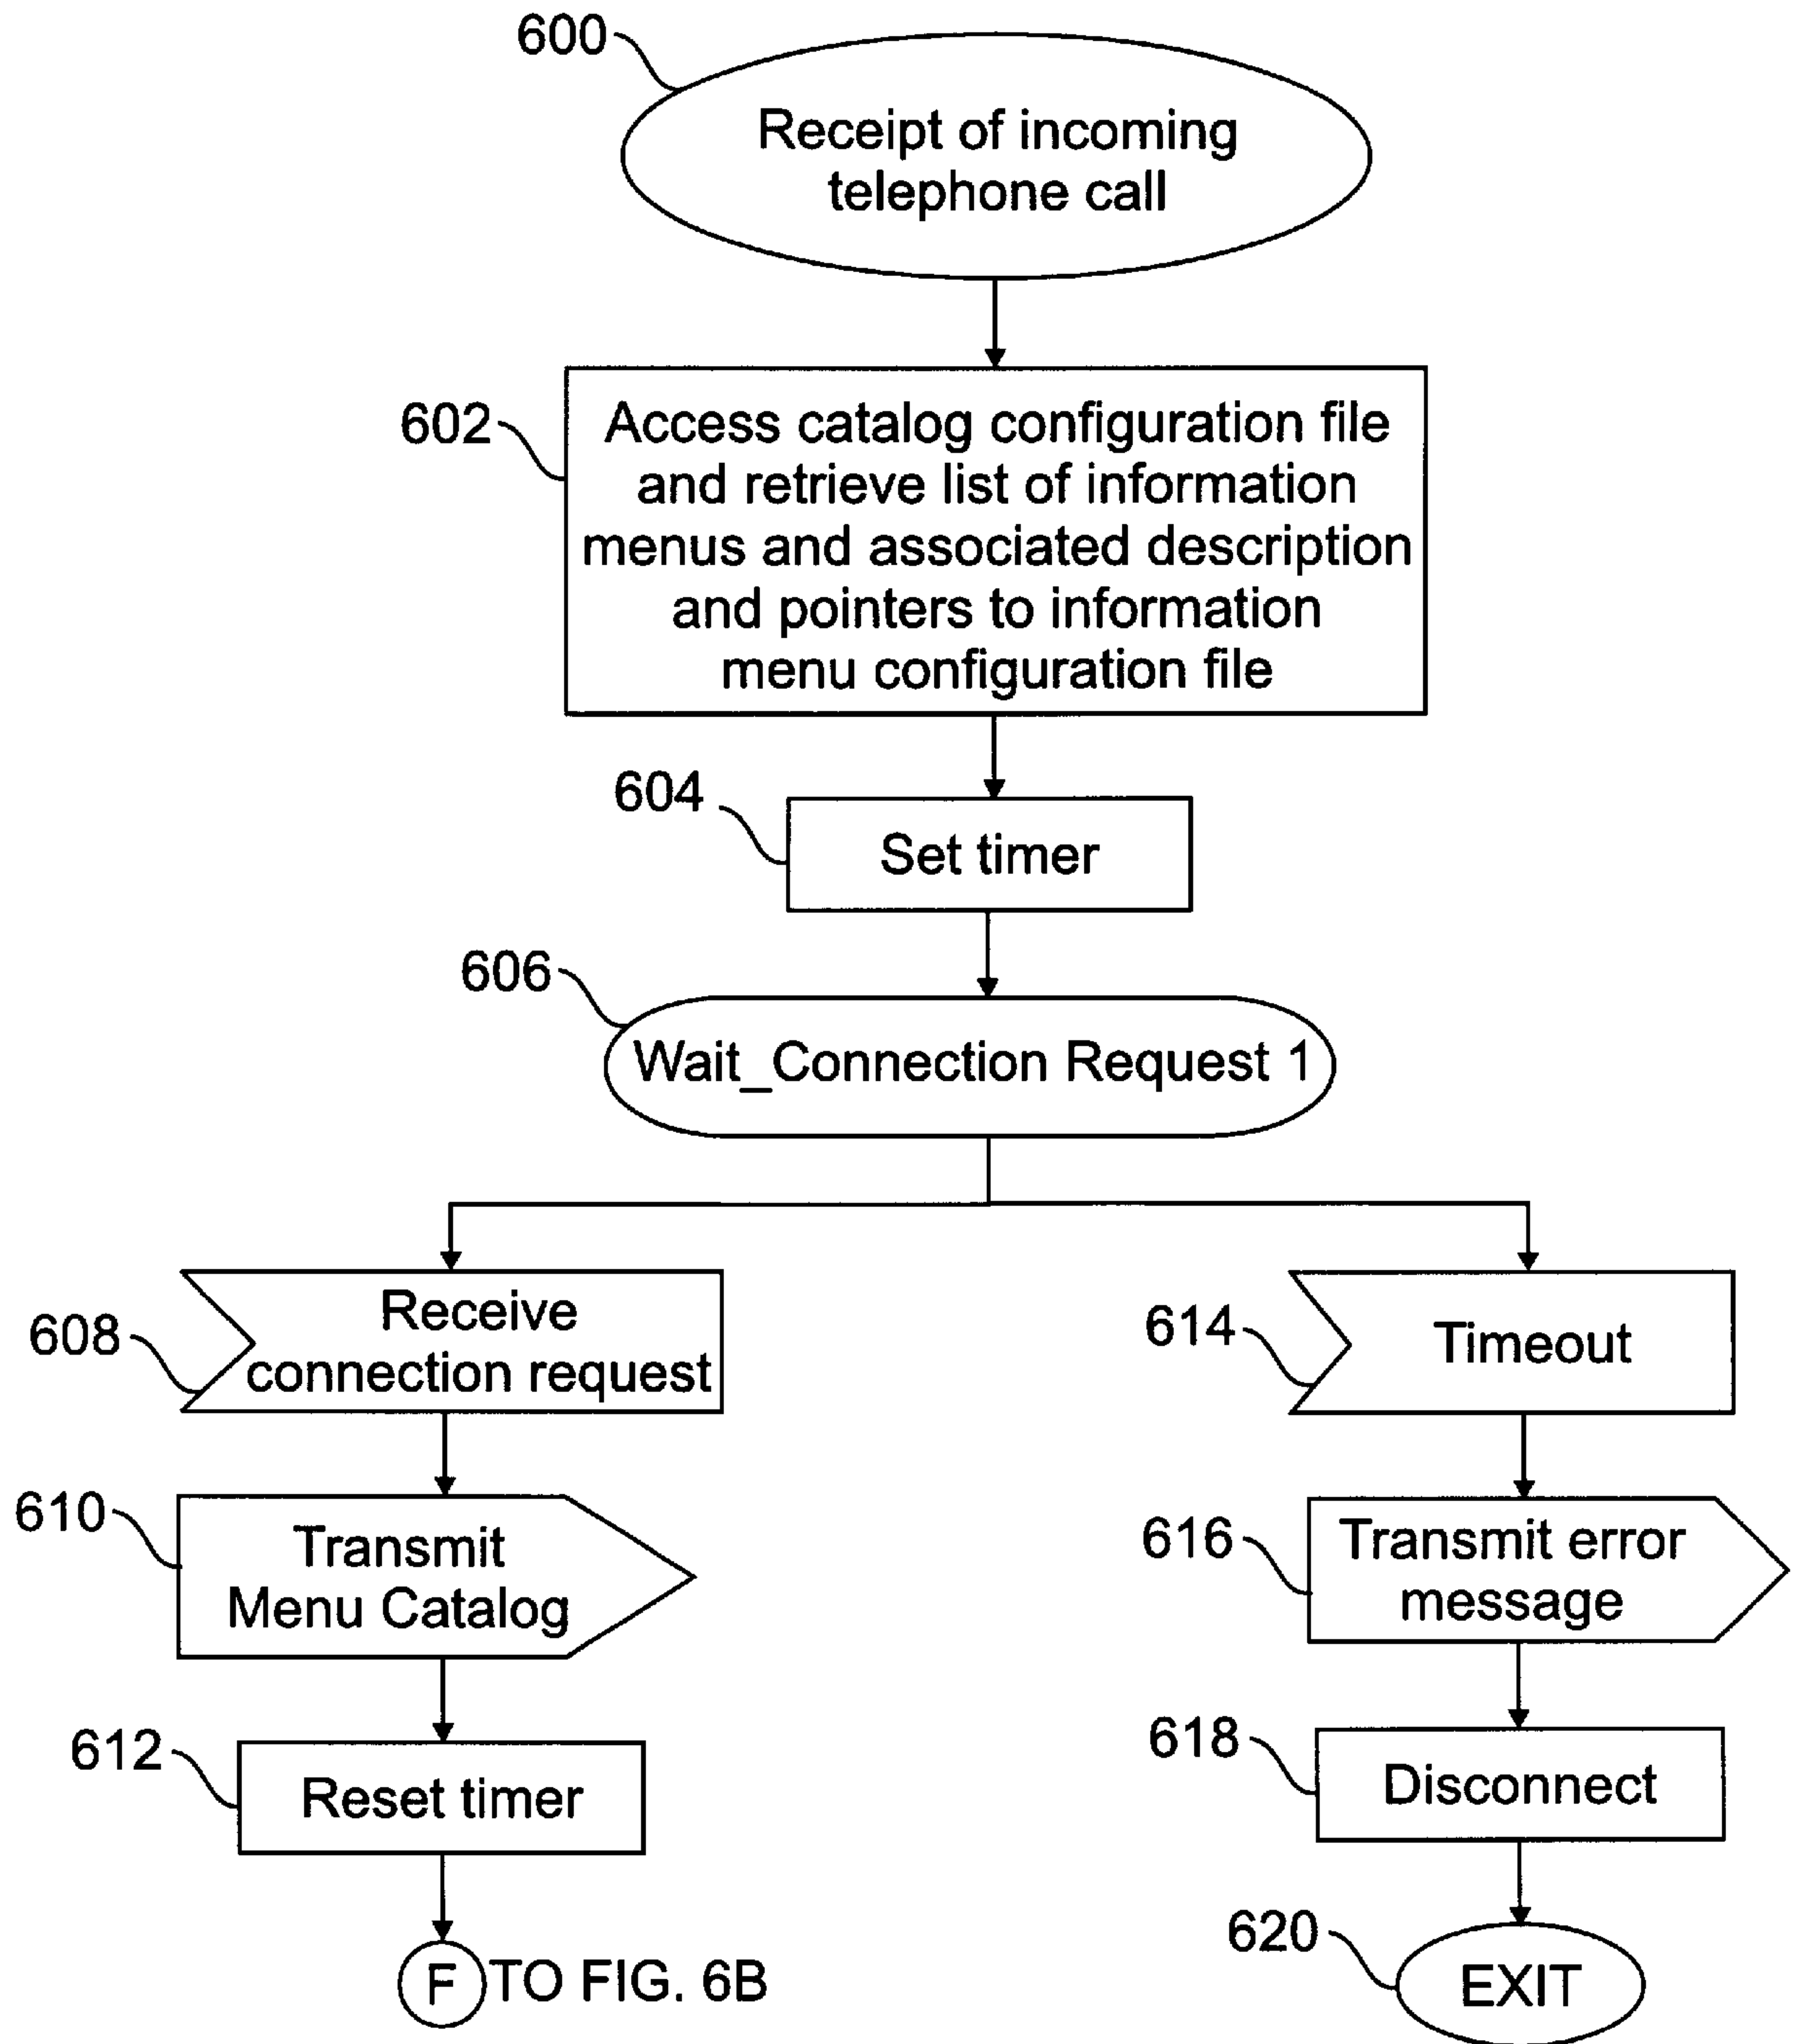 600
Receipt of incoming
telephone call
602
Access catalog configuration file
and retrieve list of information
menus and associated description
and pointers to information
menu configuration file
604
Set timer
606
Wait_Connection Request 1
608
Receive
connection request
610
Transmit
Menu Catalog
612
Reset timer
F TO FIG. 6B
614
Timeout
616
Transmit error
message
618
Disconnect
620
EXIT